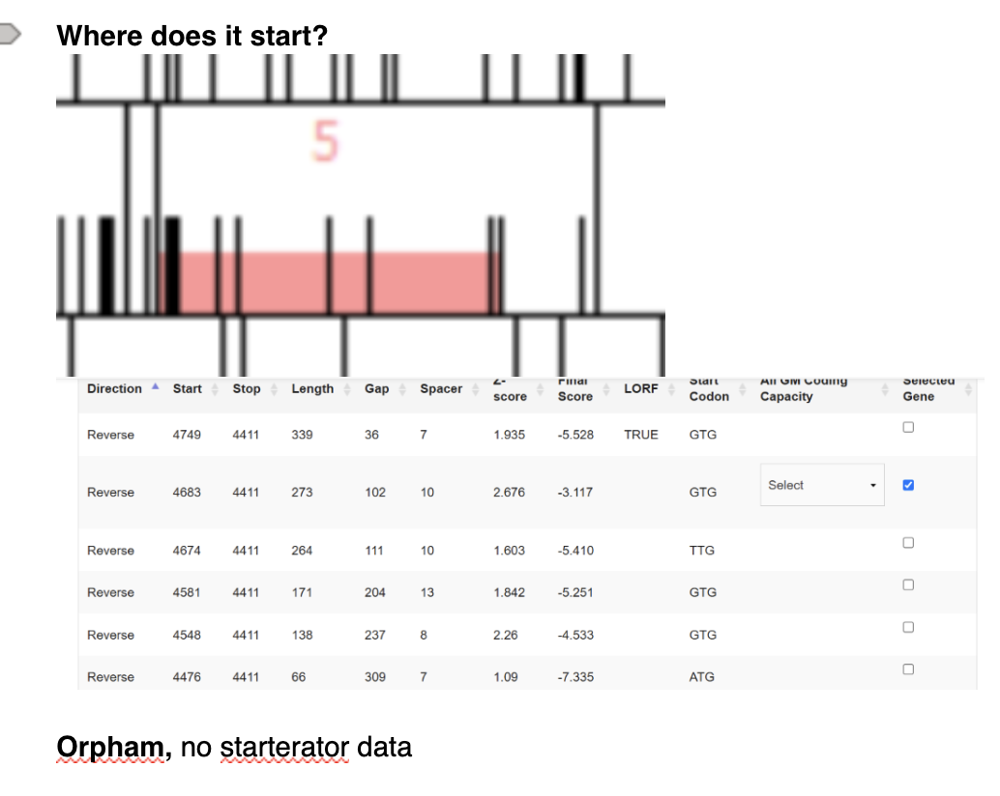 Where does it start?
5
Direction Start Stop Length Gap Spacer Z-score Final Score LORF Start Codon All GM Coding Capacity Selected Gene
Reverse 4749 4411 339 36 7 1.935 -5.528 TRUE GTG
Reverse 4683 4411 273 102 10 2.676 -3.117 GTG Select
Reverse 4674 4411 264 111 10 1.603 -5.410 TTG
Reverse 4581 4411 171 204 13 1.842 -5.251 GTG
Reverse 4548 4411 138 237 8 2.26 -4.533 GTG
Reverse 4476 4411 66 309 7 1.09 -7.335 ATG
Orpham, no starterator data